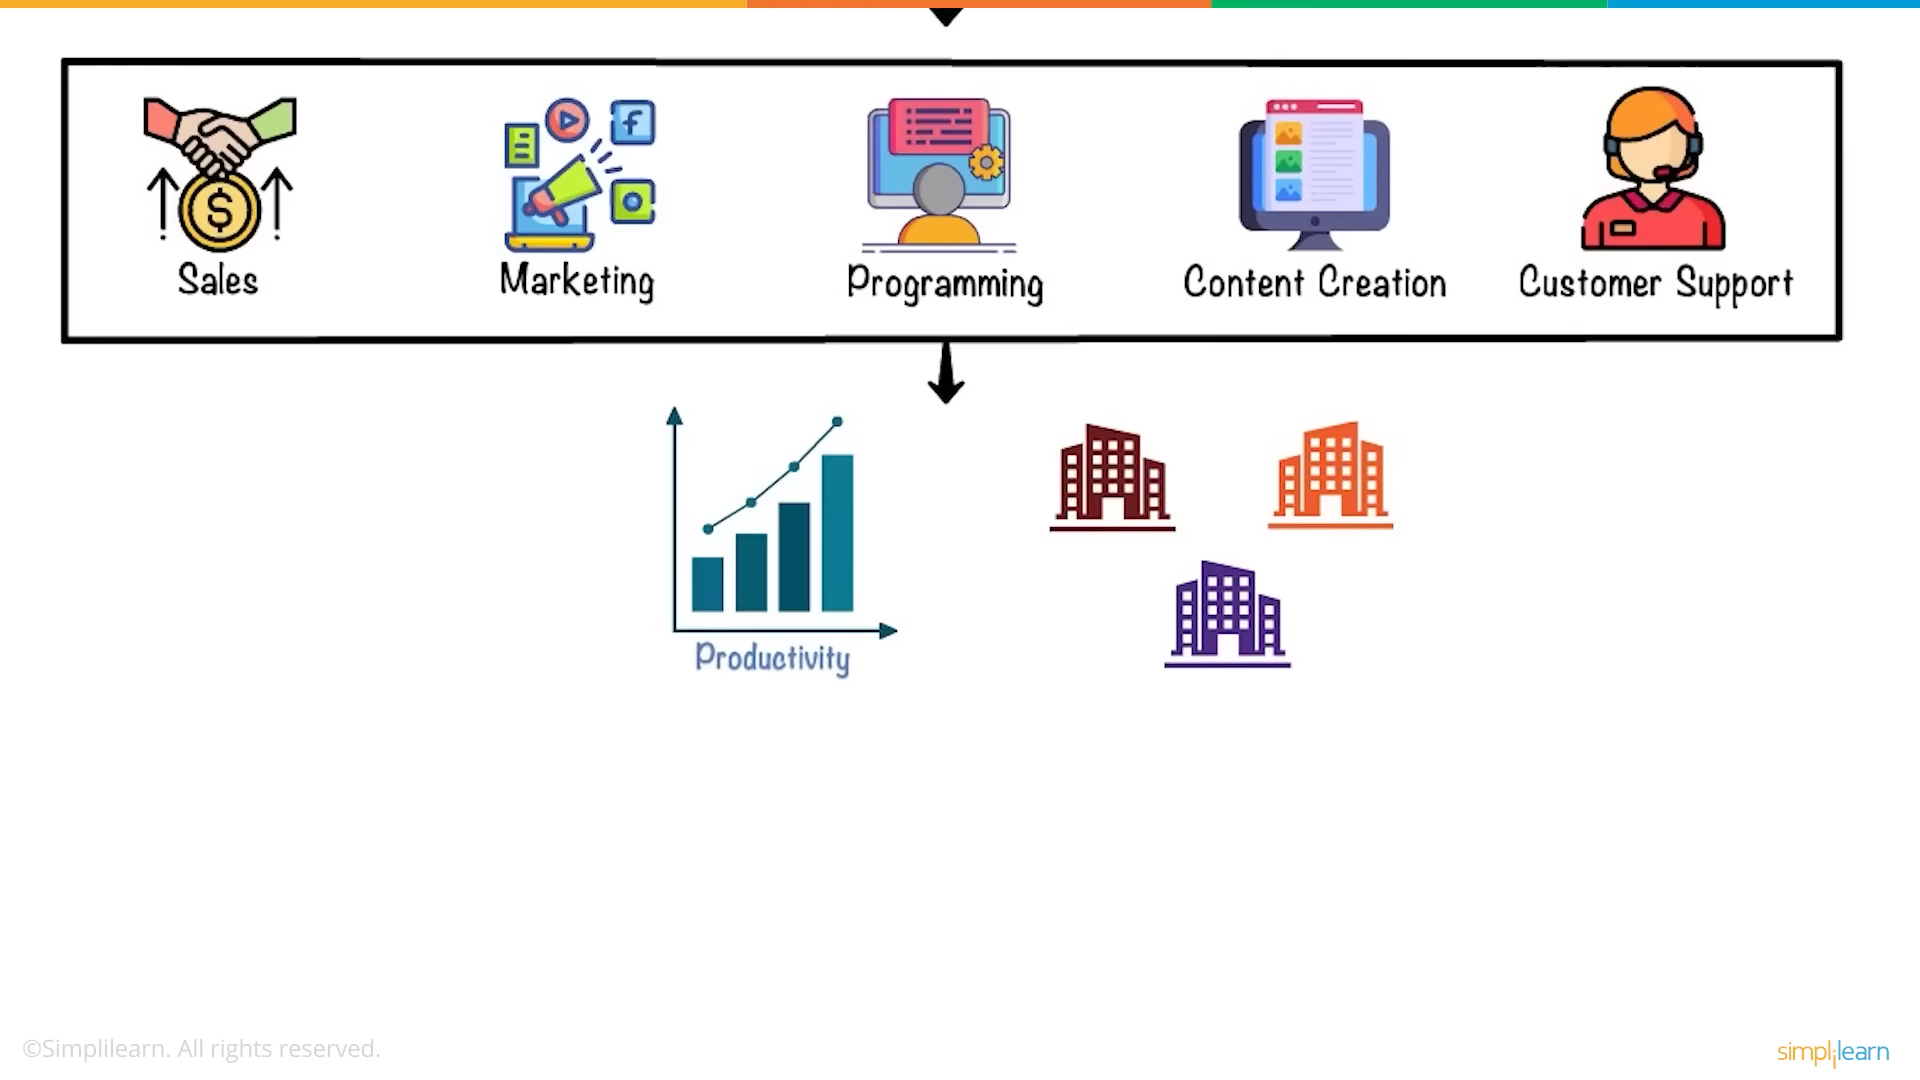 Sales
Marketing
Programming
Content Creation
Customer Support
Productivity
©Simplilearn. All rights reserved.
simplilearn